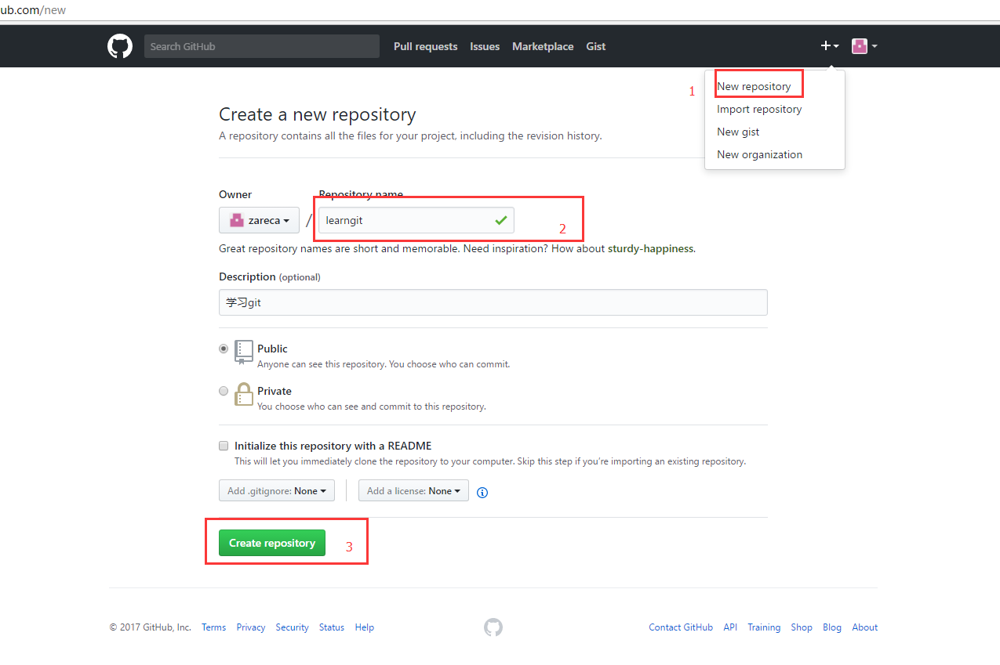 ub.com/new
Search GitHub Pull requests Issues Marketplace Gist
1
New repository
Import repository
New gist
New organization
Create a new repository
A repository contains all the files for your project, including the revision history.
Owner Repository name
zareca / learngit 2
Great repository names are short and memorable. Need inspiration? How about sturdy-happiness.
Description (optional)
学习git
Public
Anyone can see this repository. You choose who can commit.
Private
You choose who can see and commit to this repository.
Initialize this repository with a README
This will let you immediately clone the repository to your computer. Skip this step if you’re importing an existing repository.
Add .gitignore: None Add a license: None
Create repository 3
© 2017 GitHub, Inc. Terms Privacy Security Status Help Contact GitHub API Training Shop Blog About